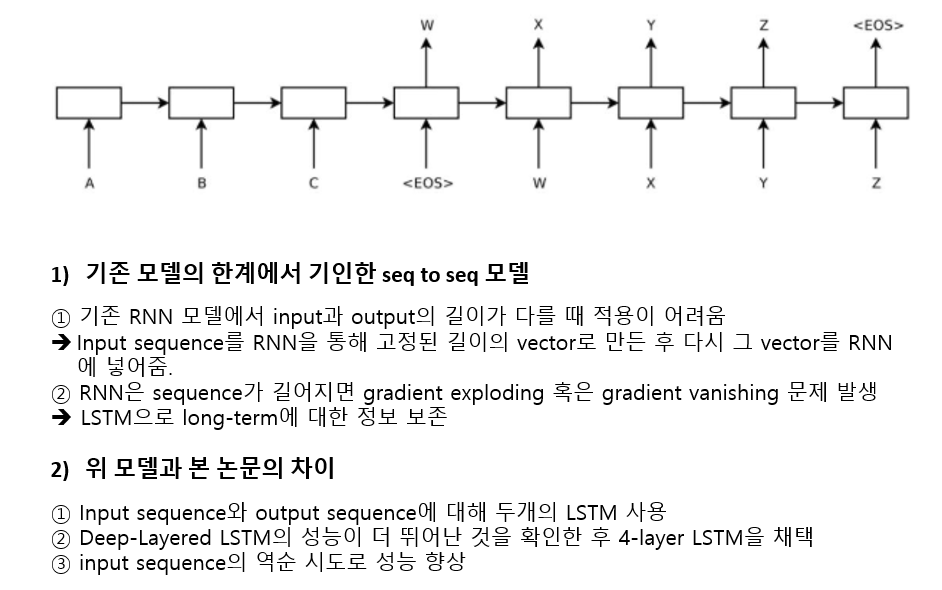 W X Y Z <EOS>
A B C <EOS> W X Y Z
1) 기존 모델의 한계에서 기인한 seq to seq 모델
① 기존 RNN 모델에서 input과 output의 길이가 다를 때 적용이 어려움
➔ Input sequence를 RNN을 통해 고정된 길이의 vector로 만든 후 다시 그 vector를 RNN
에 넣어줌.
② RNN은 sequence가 길어지면 gradient exploding 혹은 gradient vanishing 문제 발생
➔ LSTM으로 long-term에 대한 정보 보존
2) 위 모델과 본 논문의 차이
① Input sequence와 output sequence에 대해 두개의 LSTM 사용
② Deep-Layered LSTM의 성능이 더 뛰어난 것을 확인한 후 4-layer LSTM을 채택
③ input sequence의 역순 시도로 성능 향상